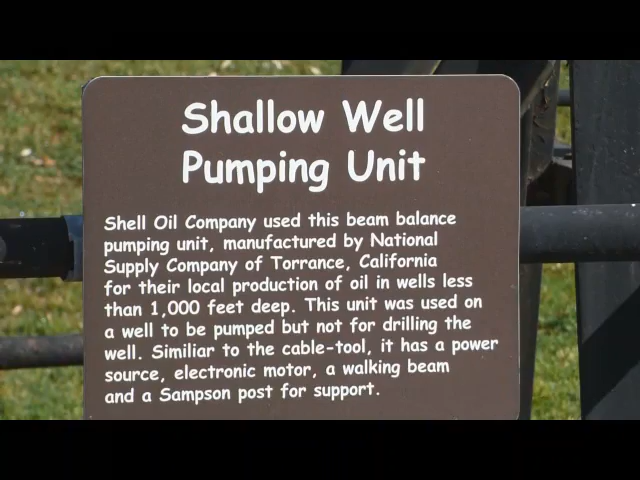 Shallow Well
Pumping Unit
Shell Oil Company used this beam balance
pumping unit, manufactured by National
Supply Company of Torrance, California
for their local production of oil in wells less
than 1,000 feet deep. This unit was used on
a well to be pumped but not for drilling the
well. Similiar to the cable-tool, it has a power
source, electronic motor, a walking beam
and a Sampson post for support.